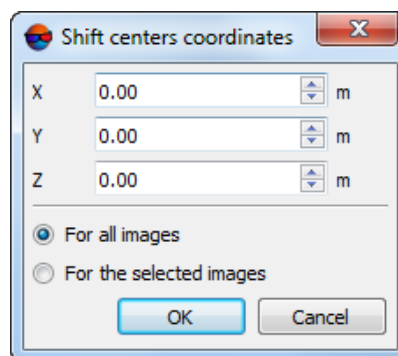 Shift centers coordinates
X 0.00 m
Y 0.00 m
Z 0.00 m
For all images
For the selected images
OK Cancel